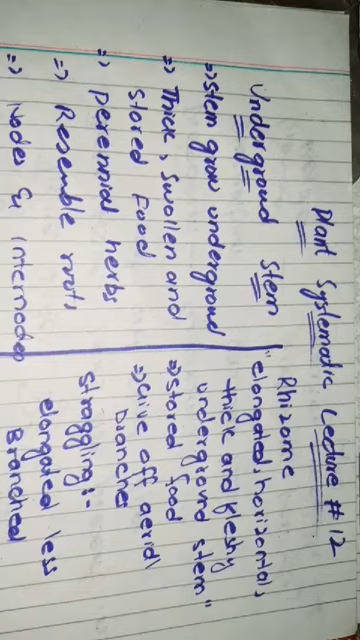 Plant Systematic Lecture # 12
Underground Stem
=> Stem grow underground
=> Thick, swollen and
stored food
=> perennial herbs
=> Resemble roots
=> Nodes & internodes
Rhizome
"elongated, horizontal,
thick and fleshy
underground stem"
=> stored food
=> Give off aerial
branches
Straggling:-
elongated less
Branched